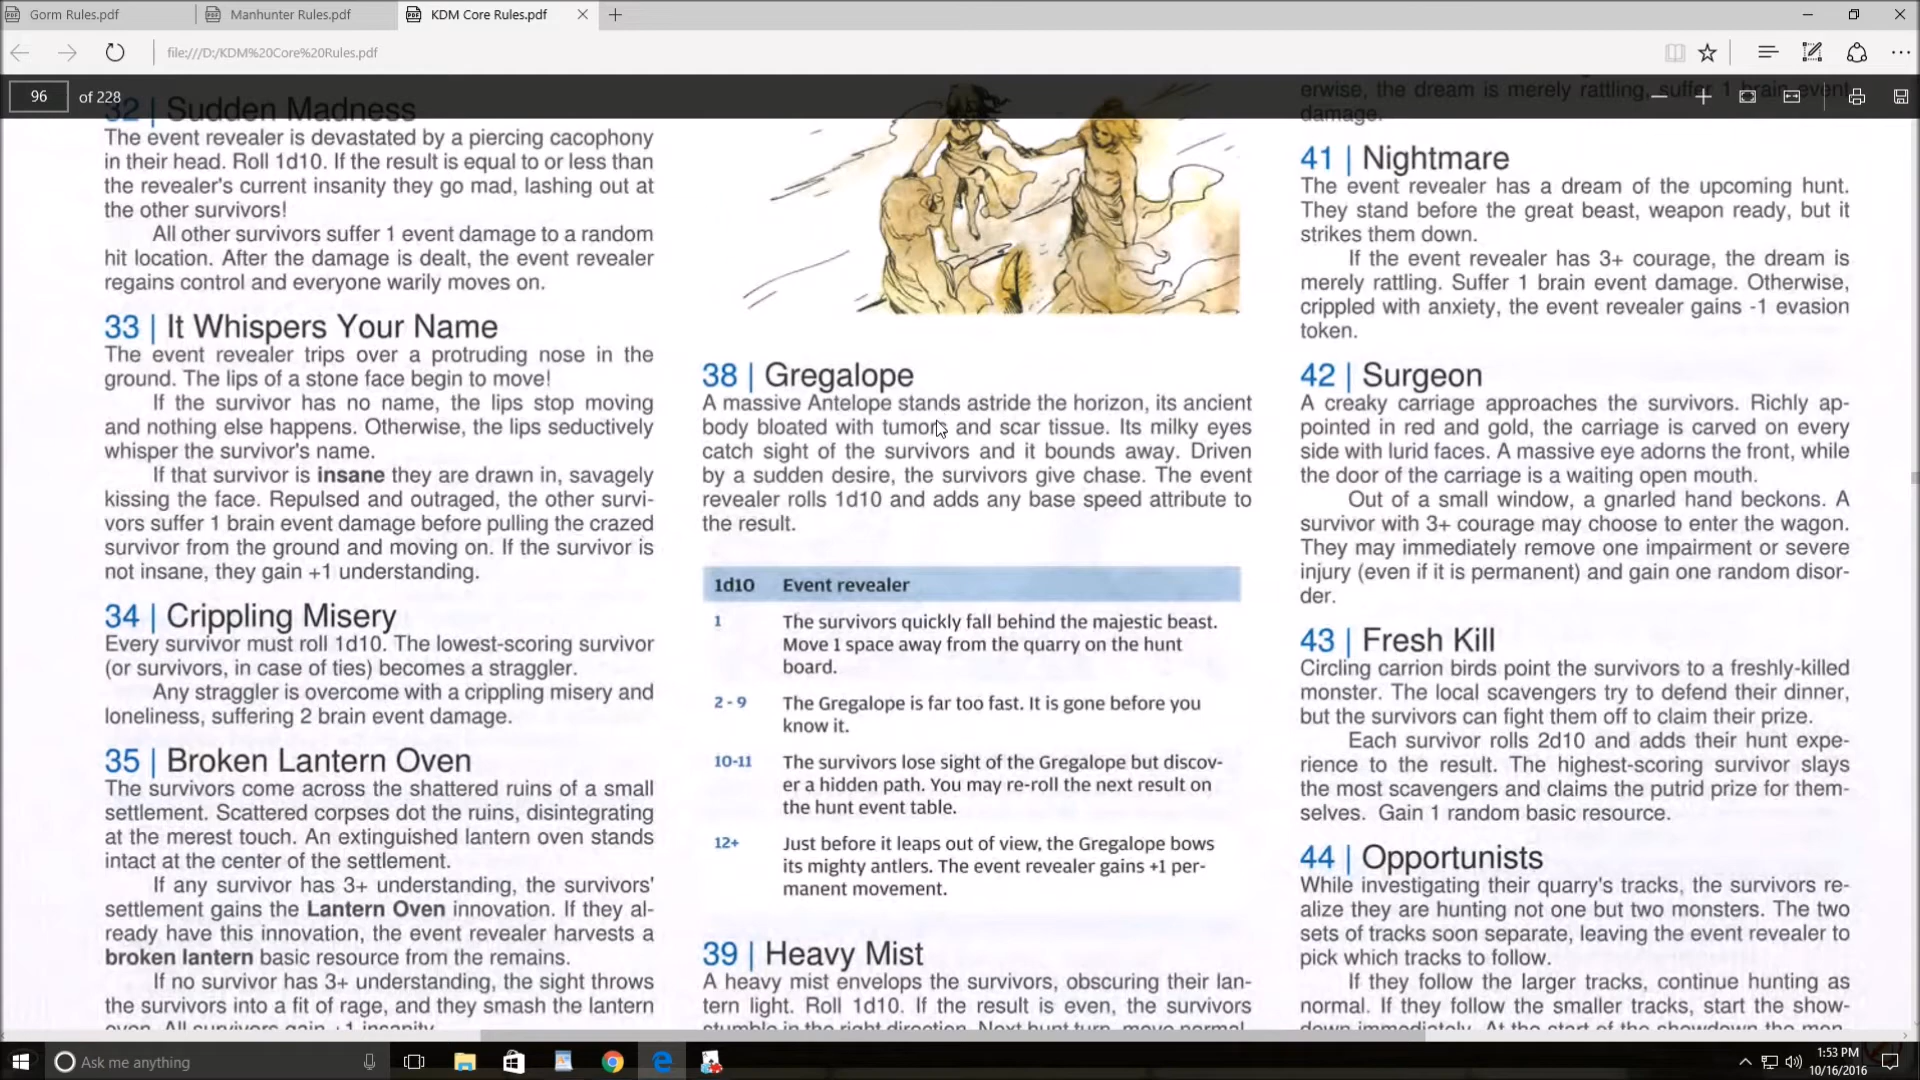 Gorm Rules.pdf
Manhunter Rules.pdf
KDM Core Rules.pdf
file:///D:/KDM%20Core%20Rules.pdf
96 of 228
32 | Sudden Madness
The event revealer is devastated by a piercing cacophony
in their head. Roll 1d10. If the result is equal to or less than
the revealer's current insanity they go mad, lashing out at
the other survivors!
All other survivors suffer 1 event damage to a random
hit location. After the damage is dealt, the event revealer
regains control and everyone warily moves on.
33 | It Whispers Your Name
The event revealer trips over a protruding nose in the
ground. The lips of a stone face begin to move!
If the survivor has no name, the lips stop moving
and nothing else happens. Otherwise, the lips seductively
whisper the survivor's name.
If that survivor is insane they are drawn in, savagely
kissing the face. Repulsed and outraged, the other survi-
vors suffer 1 brain event damage before pulling the crazed
survivor from the ground and moving on. If the survivor is
not insane, they gain +1 understanding.
34 | Crippling Misery
Every survivor must roll 1d10. The lowest-scoring survivor
(or survivors, in case of ties) becomes a straggler.
Any straggler is overcome with a crippling misery and
loneliness, suffering 2 brain event damage.
35 | Broken Lantern Oven
The survivors come across the shattered ruins of a small
settlement. Scattered corpses dot the ruins, disintegrating
at the merest touch. An extinguished lantern oven stands
intact at the center of the settlement.
If any survivor has 3+ understanding, the survivors'
settlement gains the Lantern Oven innovation. If they al-
ready have this innovation, the event revealer harvests a
broken lantern basic resource from the remains.
If no survivor has 3+ understanding, the sight throws
the survivors into a fit of rage, and they smash the lantern
oven. All survivors gain +1 insanity.
38 | Gregalope
A massive Antelope stands astride the horizon, its ancient
body bloated with tumors and scar tissue. Its milky eyes
catch sight of the survivors and it bounds away. Driven
by a sudden desire, the survivors give chase. The event
revealer rolls 1d10 and adds any base speed attribute to
the result.
1d10 Event revealer
1 The survivors quickly fall behind the majestic beast.
Move 1 space away from the quarry on the hunt
board.
2 - 9 The Gregalope is far too fast. It is gone before you
know it.
10-11 The survivors lose sight of the Gregalope but discov-
er a hidden path. You may re-roll the next result on
the hunt event table.
12+ Just before it leaps out of view, the Gregalope bows
its mighty antlers. The event revealer gains +1 per-
manent movement.
39 | Heavy Mist
A heavy mist envelops the survivors, obscuring their lan-
tern light. Roll 1d10. If the result is even, the survivors
stumble in the right direction. Next hunt turn, move normal
erwise, the dream is merely rattling, suffer 1 brain event
damage.
41 | Nightmare
The event revealer has a dream of the upcoming hunt.
They stand before the great beast, weapon ready, but it
strikes them down.
If the event revealer has 3+ courage, the dream is
merely rattling. Suffer 1 brain event damage. Otherwise,
crippled with anxiety, the event revealer gains -1 evasion
token.
42 | Surgeon
A creaky carriage approaches the survivors. Richly ap-
pointed in red and gold, the carriage is carved on every
side with lurid faces. A massive eye adorns the front, while
the door of the carriage is a waiting open mouth.
Out of a small window, a gnarled hand beckons. A
survivor with 3+ courage may choose to enter the wagon.
They may immediately remove one impairment or severe
injury (even if it is permanent) and gain one random disor-
der.
43 | Fresh Kill
Circling carrion birds point the survivors to a freshly-killed
monster. The local scavengers try to defend their dinner,
but the survivors can fight them off to claim their prize.
Each survivor rolls 2d10 and adds their hunt expe-
rience to the result. The highest-scoring survivor slays
the most scavengers and claims the putrid prize for them-
selves. Gain 1 random basic resource.
44 | Opportunists
While investigating their quarry's tracks, the survivors re-
alize they are hunting not one but two monsters. The two
sets of tracks soon separate, leaving the event revealer to
pick which tracks to follow.
If they follow the larger tracks, continue hunting as
normal. If they follow the smaller tracks, start the show-
down immediately. At the start of the showdown the mon-
Ask me anything
1:53 PM
10/16/2016